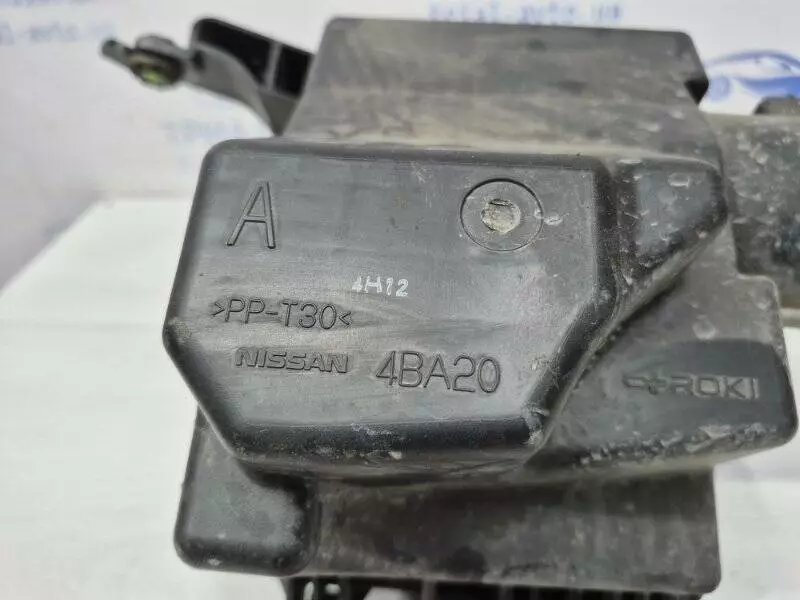 A
4H12
>PP-T30<
NISSAN 4BA20
ROKI